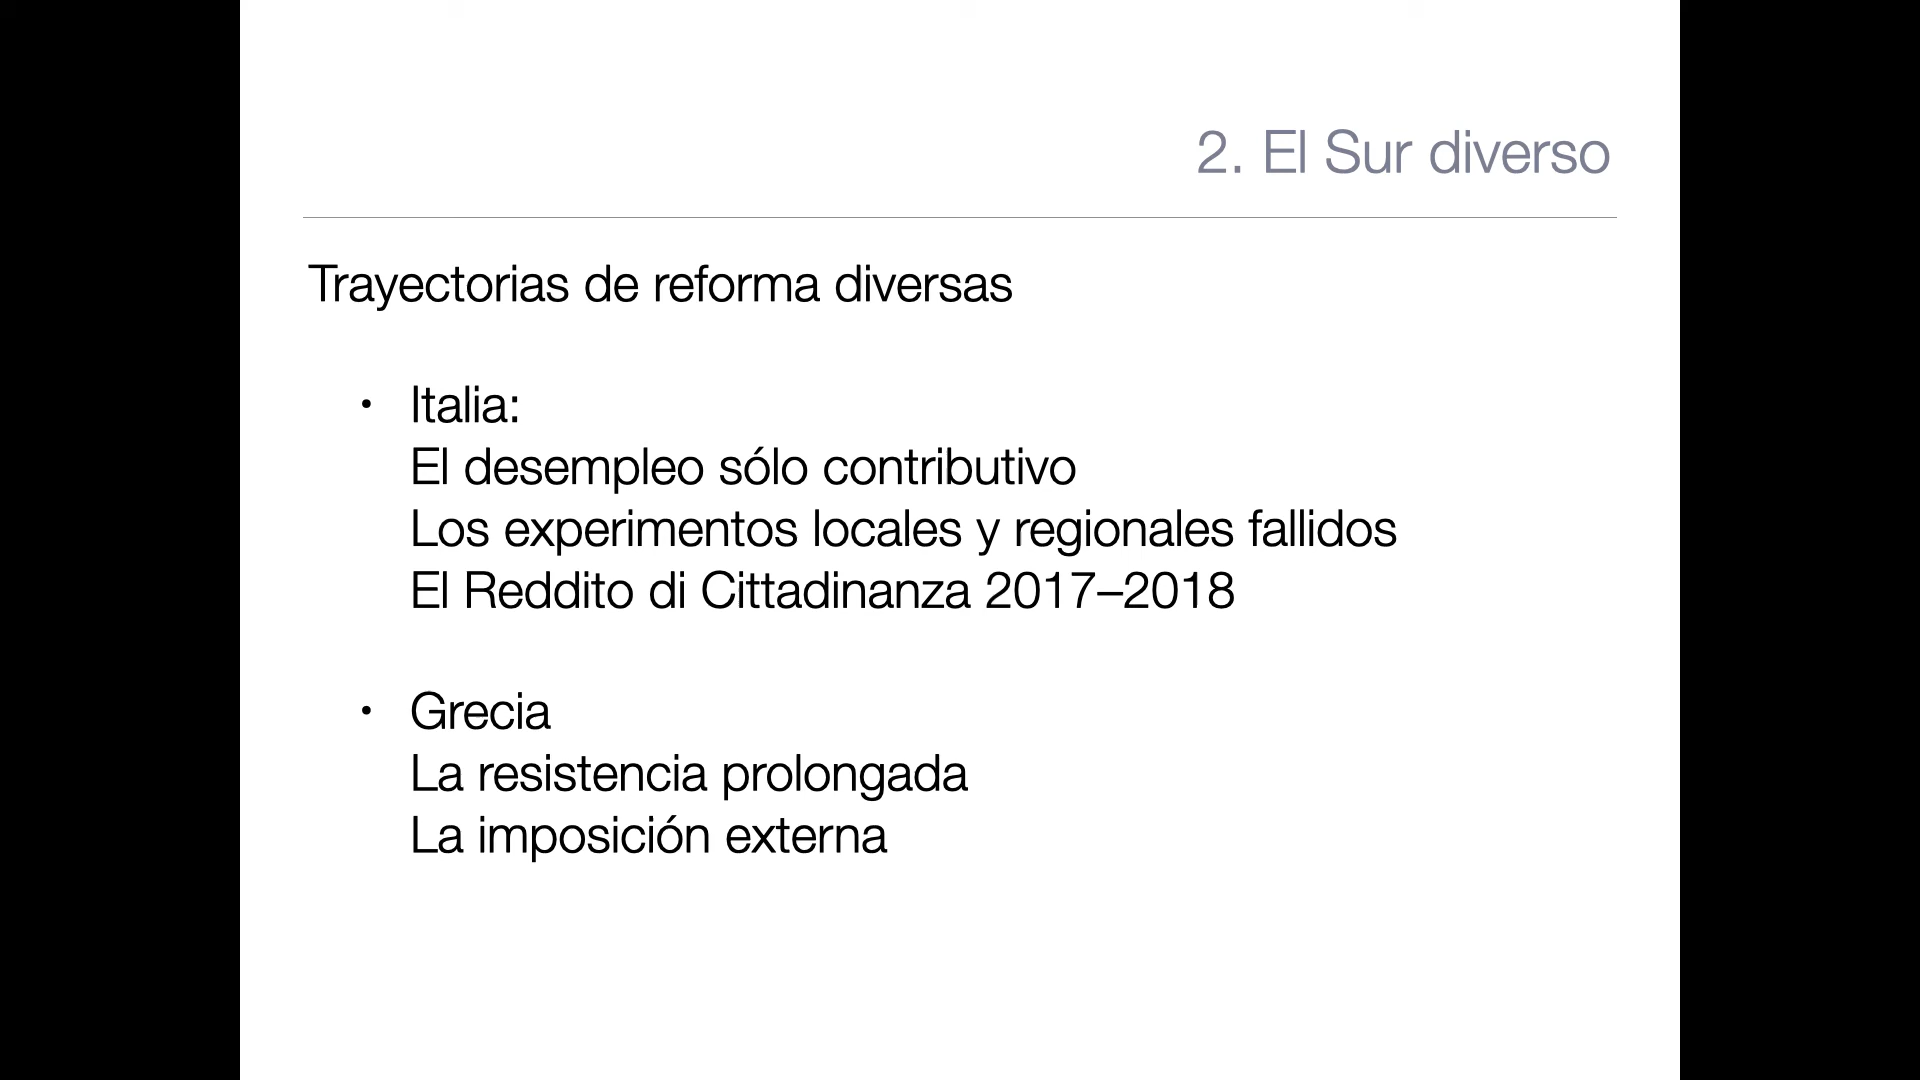 2. El Sur diverso
Trayectorias de reforma diversas
• Italia:
El desempleo sólo contributivo
Los experimentos locales y regionales fallidos
El Reddito di Cittadinanza 2017–2018
• Grecia
La resistencia prolongada
La imposición externa